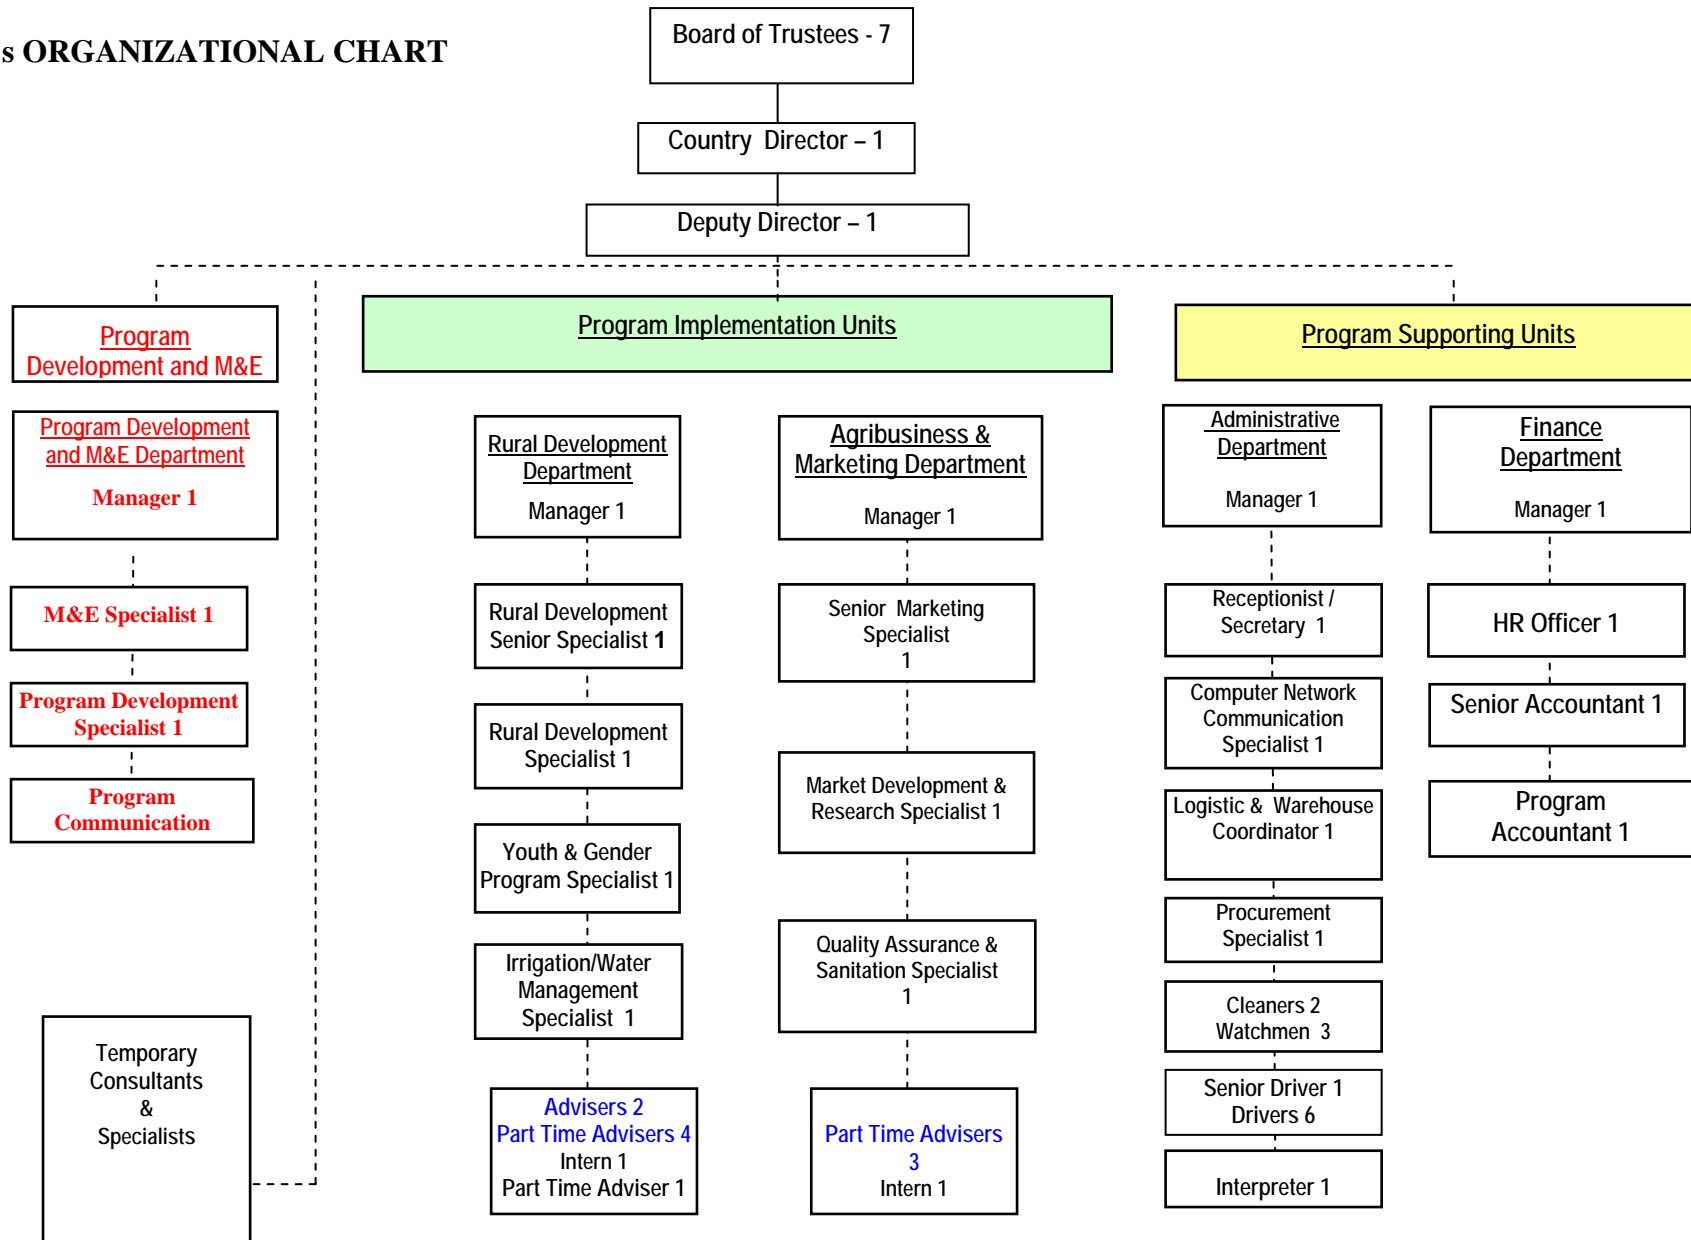 s ORGANIZATIONAL CHART
Board of Trustees - 7
Country Director – 1
Deputy Director – 1
Program
Development and M&E
Program Implementation Units
Program Supporting Units
Program Development
and M&E Department
Manager 1
M&E Specialist 1
Program Development
Specialist 1
Program
Communication
Temporary
Consultants
&
Specialists
Rural Development
Department
Manager 1
Rural Development
Senior Specialist 1
Rural Development
Specialist 1
Youth & Gender
Program Specialist 1
Irrigation/Water
Management
Specialist 1
Advisers 2
Part Time Advisers 4
Intern 1
Part Time Adviser 1
Agribusiness &
Marketing Department
Manager 1
Senior Marketing
Specialist
1
Market Development &
Research Specialist 1
Quality Assurance &
Sanitation Specialist
1
Part Time Advisers
3
Intern 1
Administrative
Department
Manager 1
Receptionist /
Secretary 1
Computer Network
Communication
Specialist 1
Logistic & Warehouse
Coordinator 1
Procurement
Specialist 1
Cleaners 2
Watchmen 3
Senior Driver 1
Drivers 6
Interpreter 1
Finance
Department
Manager 1
HR Officer 1
Senior Accountant 1
Program
Accountant 1